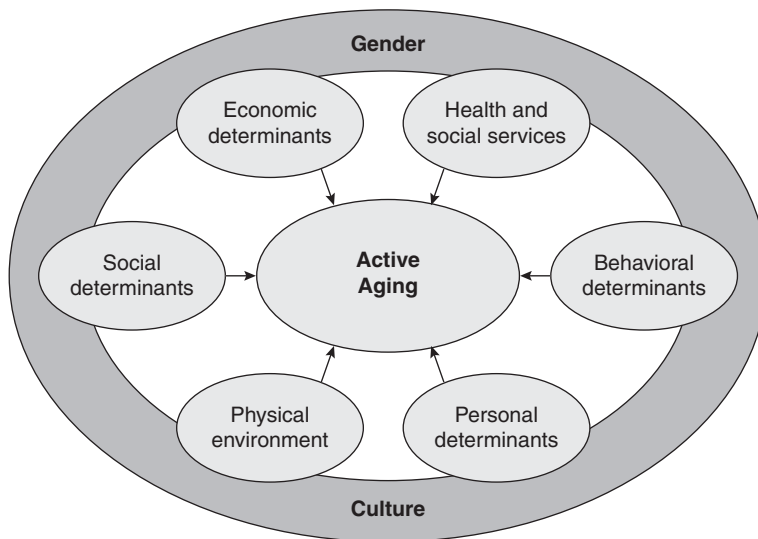 Gender
Economic
determinants
Health and
social services
Social
determinants
Active
Aging
Behavioral
determinants
Physical
environment
Personal
determinants
Culture